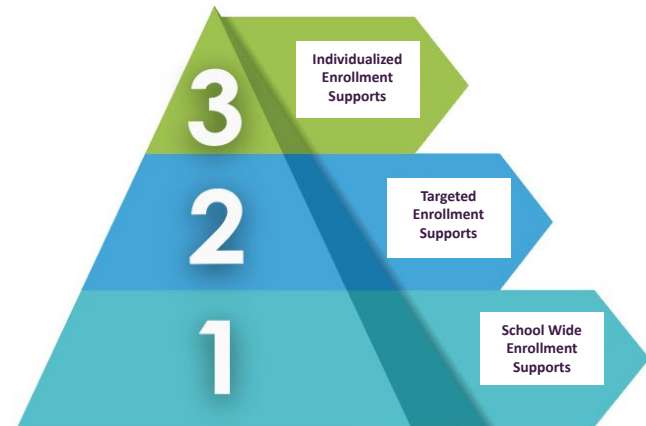 3
Individualized
Enrollment
Supports
2
Targeted
Enrollment
Supports
1
School Wide
Enrollment
Supports